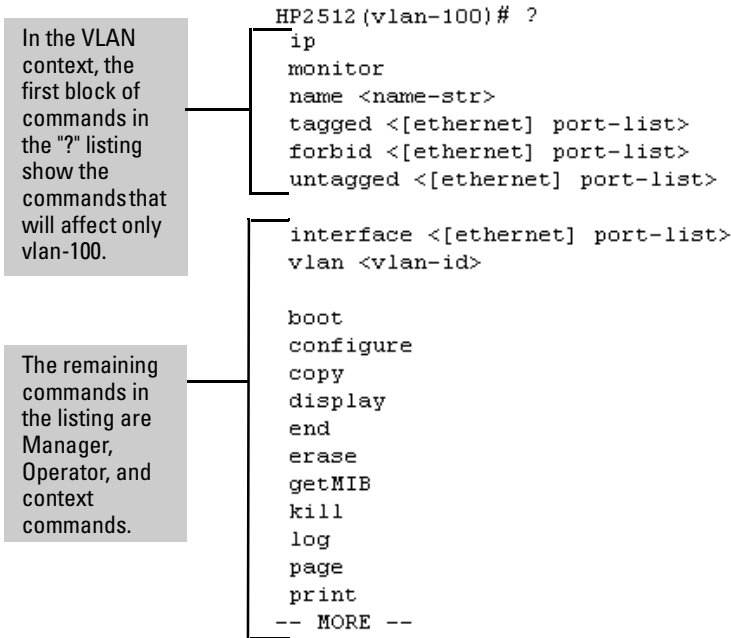 HP2512(vlan-100)# ?
In the VLAN
context, the
first block of
commands in
the "?" listing
show the
commands that
will affect only
vlan-100.
ip
monitor
name <name-str>
tagged <[ethernet] port-list>
forbid <[ethernet] port-list>
untagged <[ethernet] port-list>
interface <[ethernet] port-list>
vlan <vlan-id>
The remaining
commands in
the listing are
Manager,
Operator, and
context
commands.
boot
configure
copy
display
end
erase
getMIB
kill
log
page
print
-- MORE --